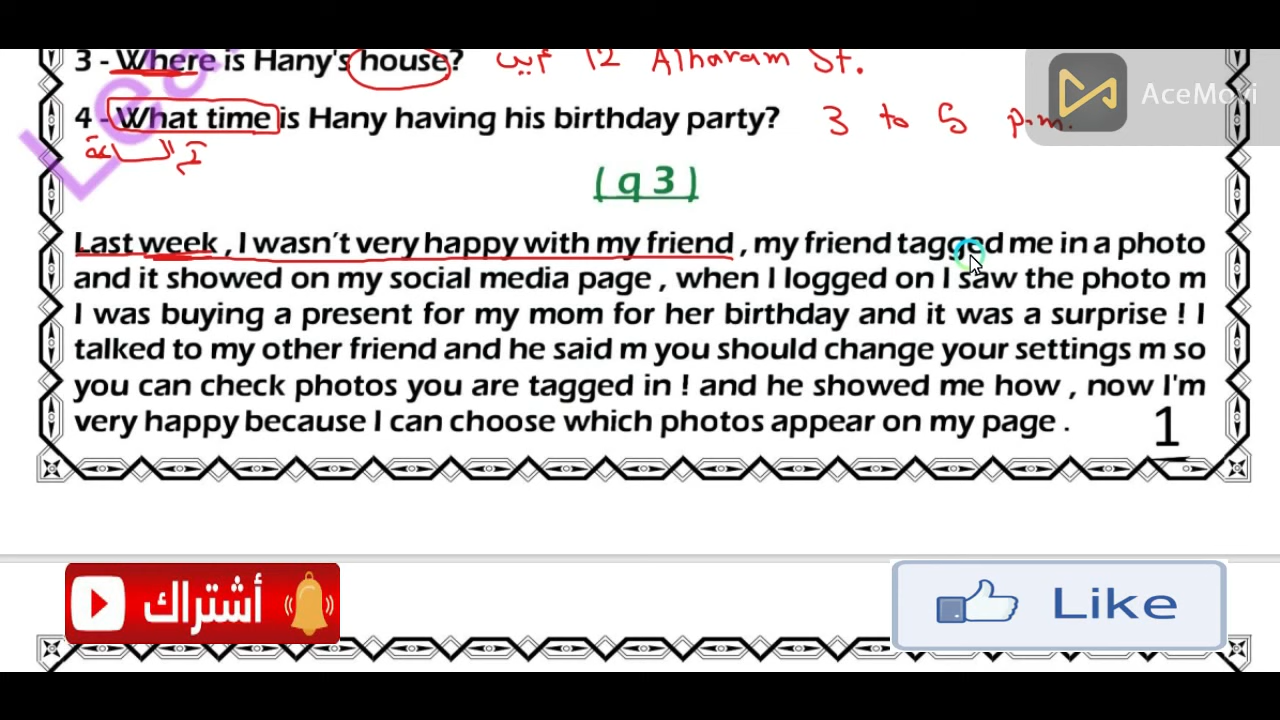 3 - Where is Hany's house? فين 12 Alharam St.
4 - What time is Hany having his birthday party? 3 to 5 p.m.
AceMovi
Lea
( q 3 )
Last week , I wasn't very happy with my friend , my friend tagged me in a photo
and it showed on my social media page , when I logged on I saw the photo m
I was buying a present for my mom for her birthday and it was a surprise ! I
talked to my other friend and he said m you should change your settings m so
you can check photos you are tagged in ! and he showed me how , now I'm
very happy because I can choose which photos appear on my page .
1
أشتراك
Like